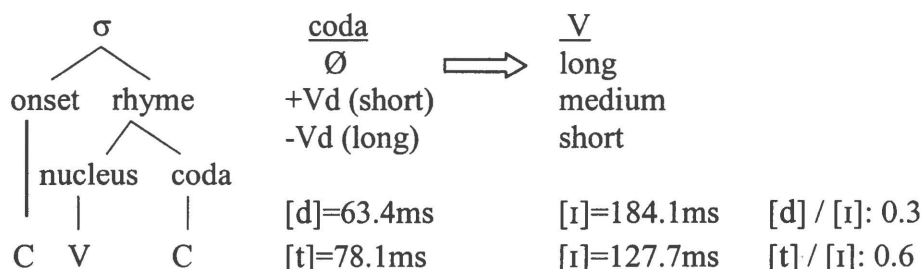 σ coda V
Ø long
onset rhyme +Vd (short) medium
-Vd (long) short
nucleus coda
[d]=63.4ms [ɪ]=184.1ms [d] / [ɪ]: 0.3
C V C [t]=78.1ms [ɪ]=127.7ms [t] / [ɪ]: 0.6